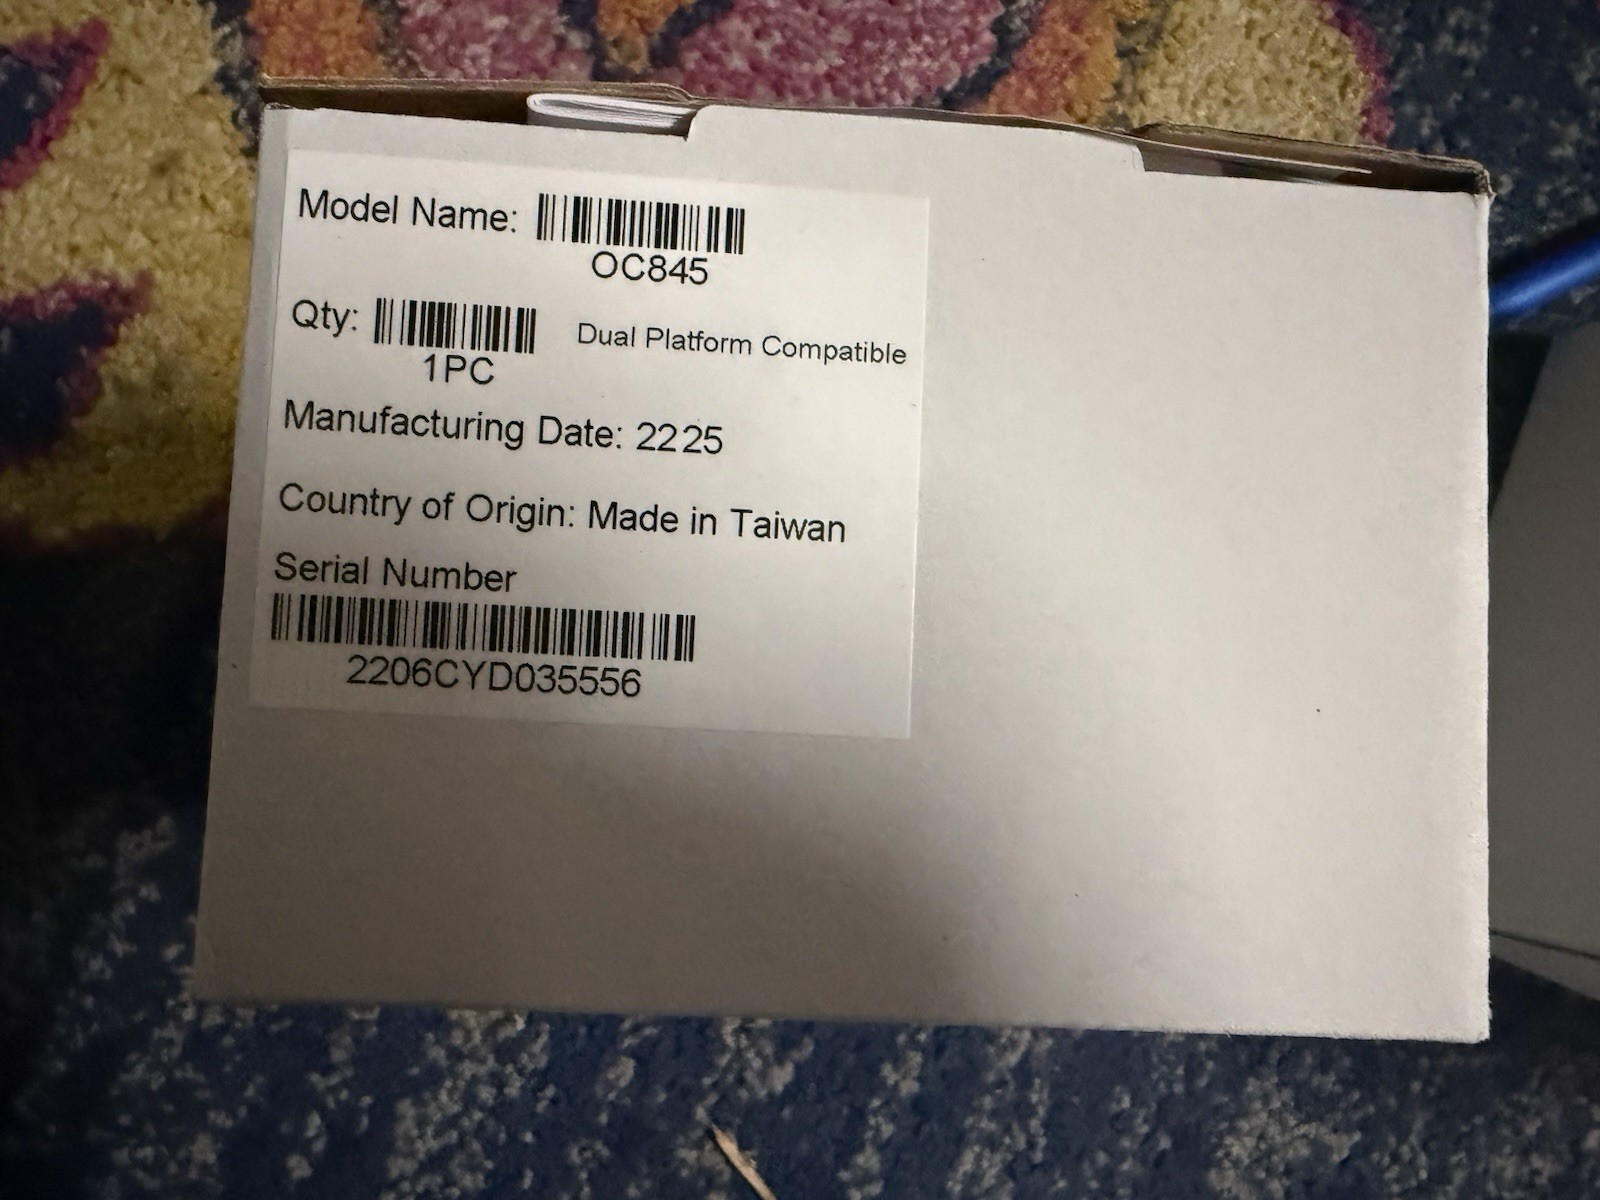 Model Name:
OC845
Qty:
Dual Platform Compatible
1PC
Manufacturing Date: 2225
Country of Origin: Made in Taiwan
Serial Number
2206CYD035556